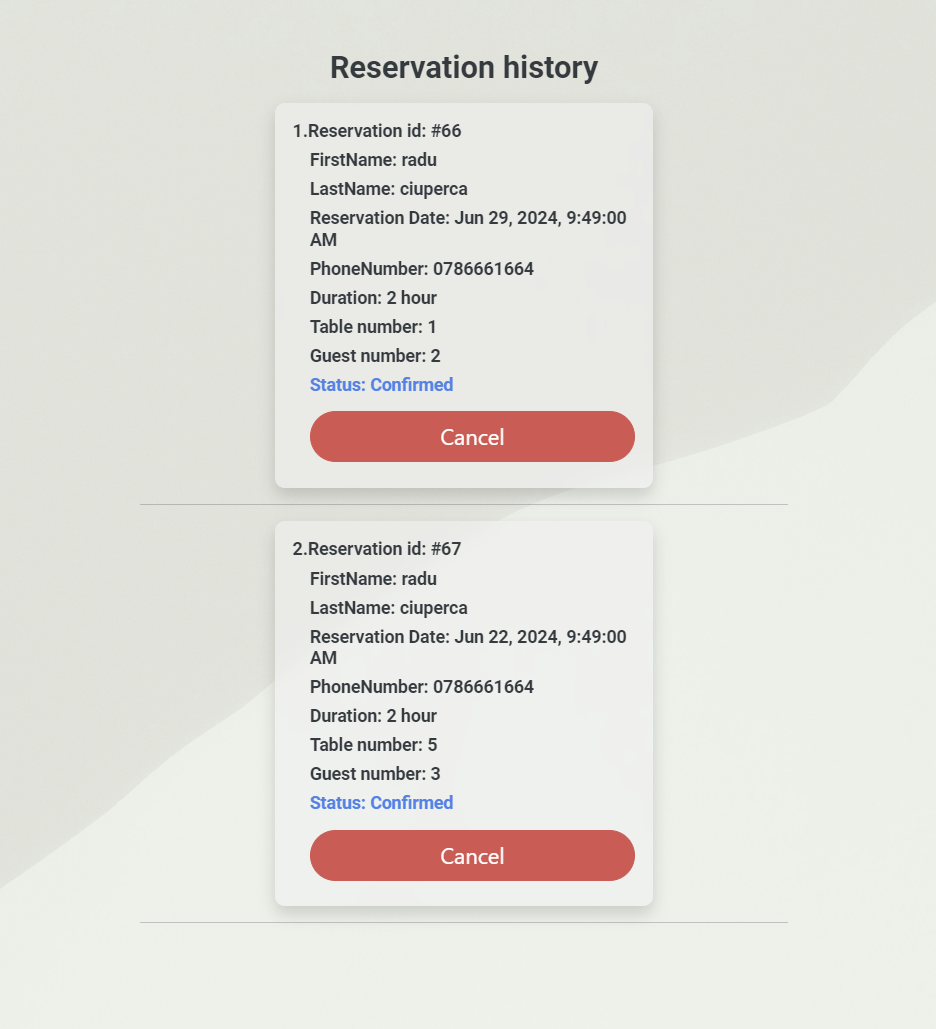 Reservation history
1.Reservation id: #66
FirstName: radu
LastName: ciuperca
Reservation Date: Jun 29, 2024, 9:49:00
AM
PhoneNumber: 0786661664
Duration: 2 hour
Table number: 1
Guest number: 2
Status: Confirmed
Cancel
2.Reservation id: #67
FirstName: radu
LastName: ciuperca
Reservation Date: Jun 22, 2024, 9:49:00
AM
PhoneNumber: 0786661664
Duration: 2 hour
Table number: 5
Guest number: 3
Status: Confirmed
Cancel